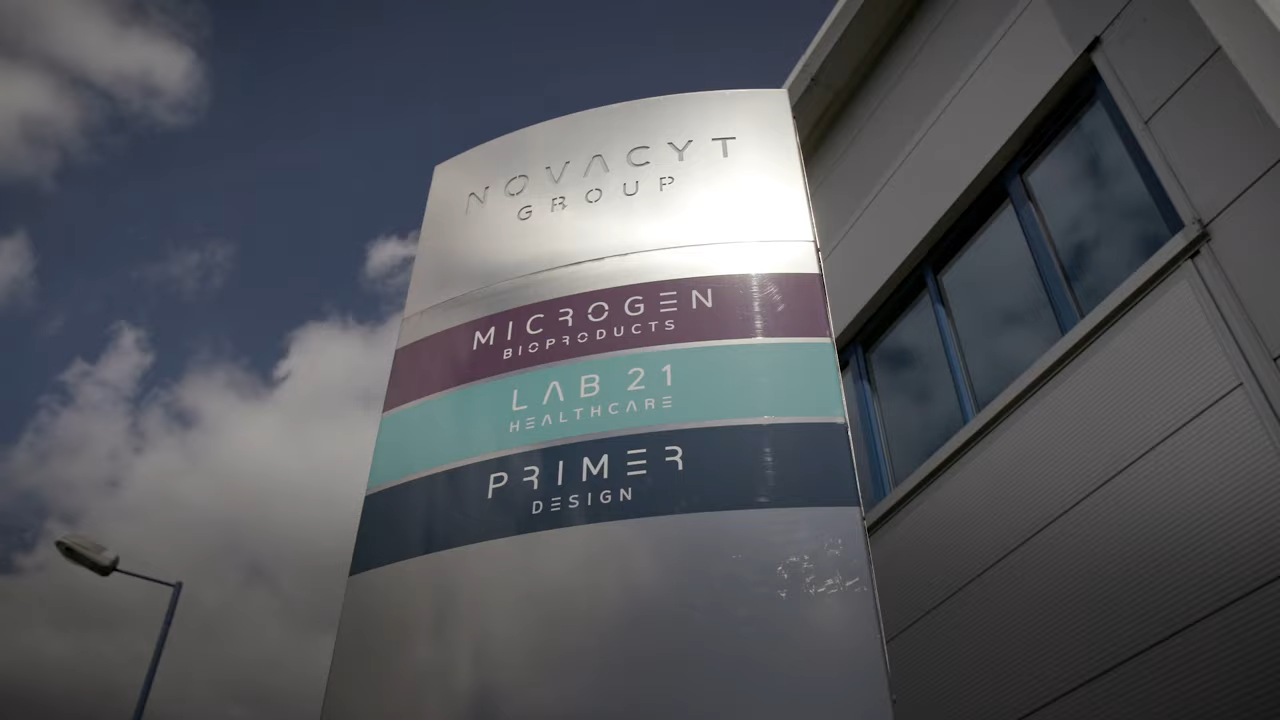 NOVACYT
GROUP
MICROGEN
BIOPRODUCTS
LAB 21
HEALTHCARE
PRIMER
DESIGN